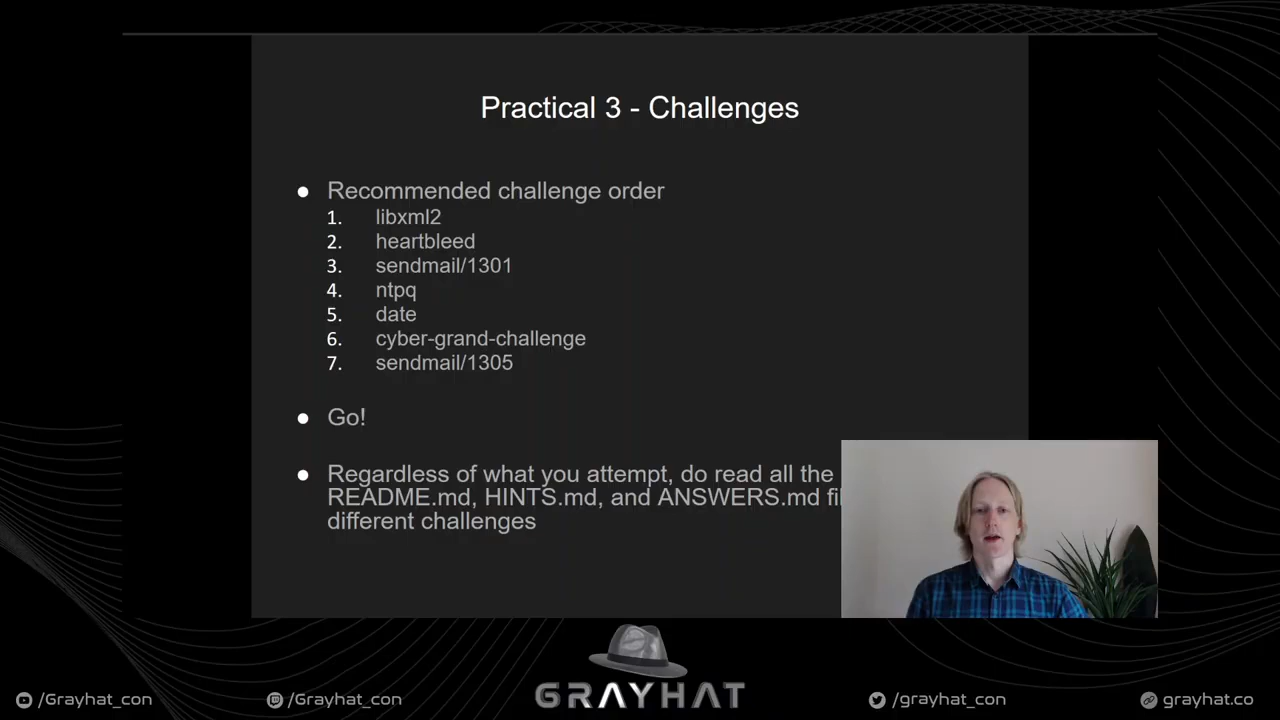 Practical 3 - Challenges
● Recommended challenge order
1. libxml2
2. heartbleed
3. sendmail/1301
4. ntpq
5. date
6. cyber-grand-challenge
7. sendmail/1305
● Go!
● Regardless of what you attempt, do read all the
README.md, HINTS.md, and ANSWERS.md
different challenges
GRAYHAT
/Grayhat_con
/Grayhat_con
/grayhat_con
grayhat.co